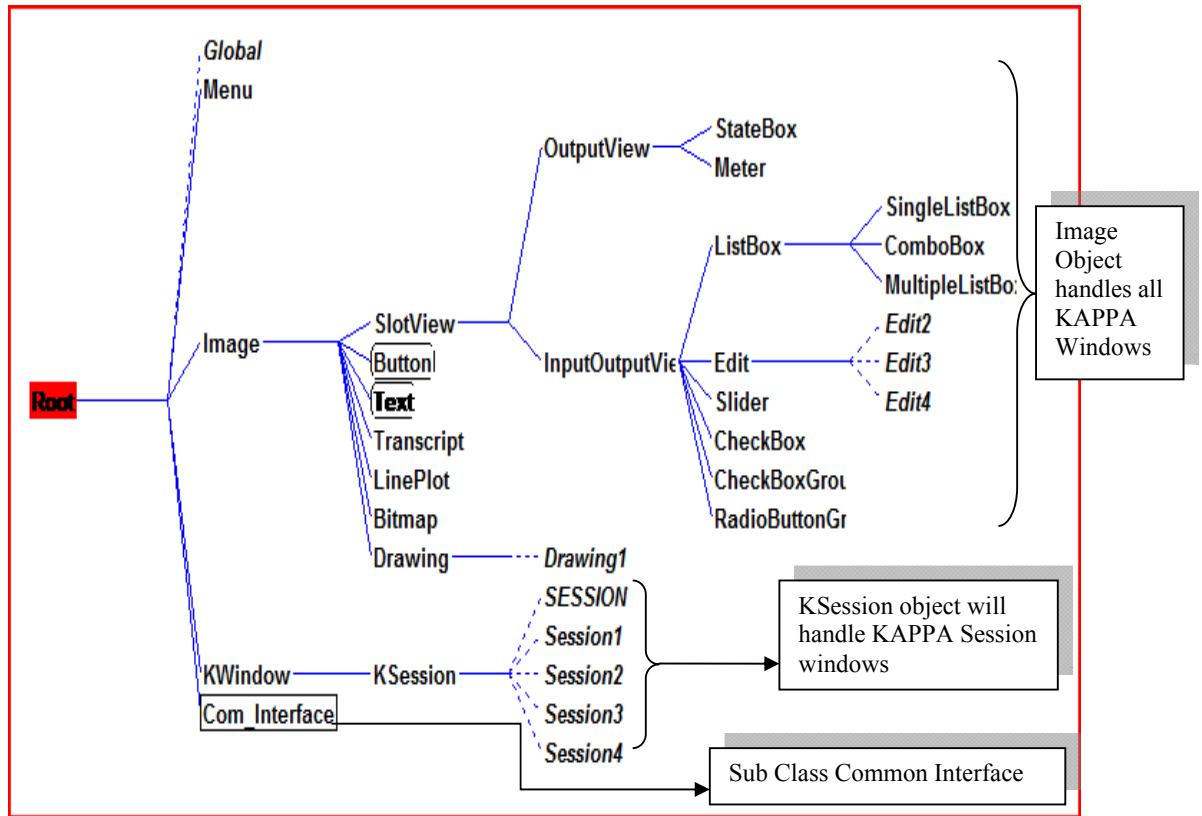 Global
Menu
StateBox
OutputView
Meter
SingleListBox
ListBox
ComboBox
MultipleListBo
Image
Object
handles all
KAPPA
Windows
SlotView
Edit2
Image
Button
InputOutputVie
Edit
Edit3
Root
Text
Slider
Edit4
Transcript
CheckBox
LinePlot
CheckBoxGrou
Bitmap
RadioButtonGr
Drawing
Drawing1
SESSION
Session1
KWindow
KSession
Session2
Session3
Session4
KSession object will
handle KAPPA Session
windows
Com_Interface
Sub Class Common Interface